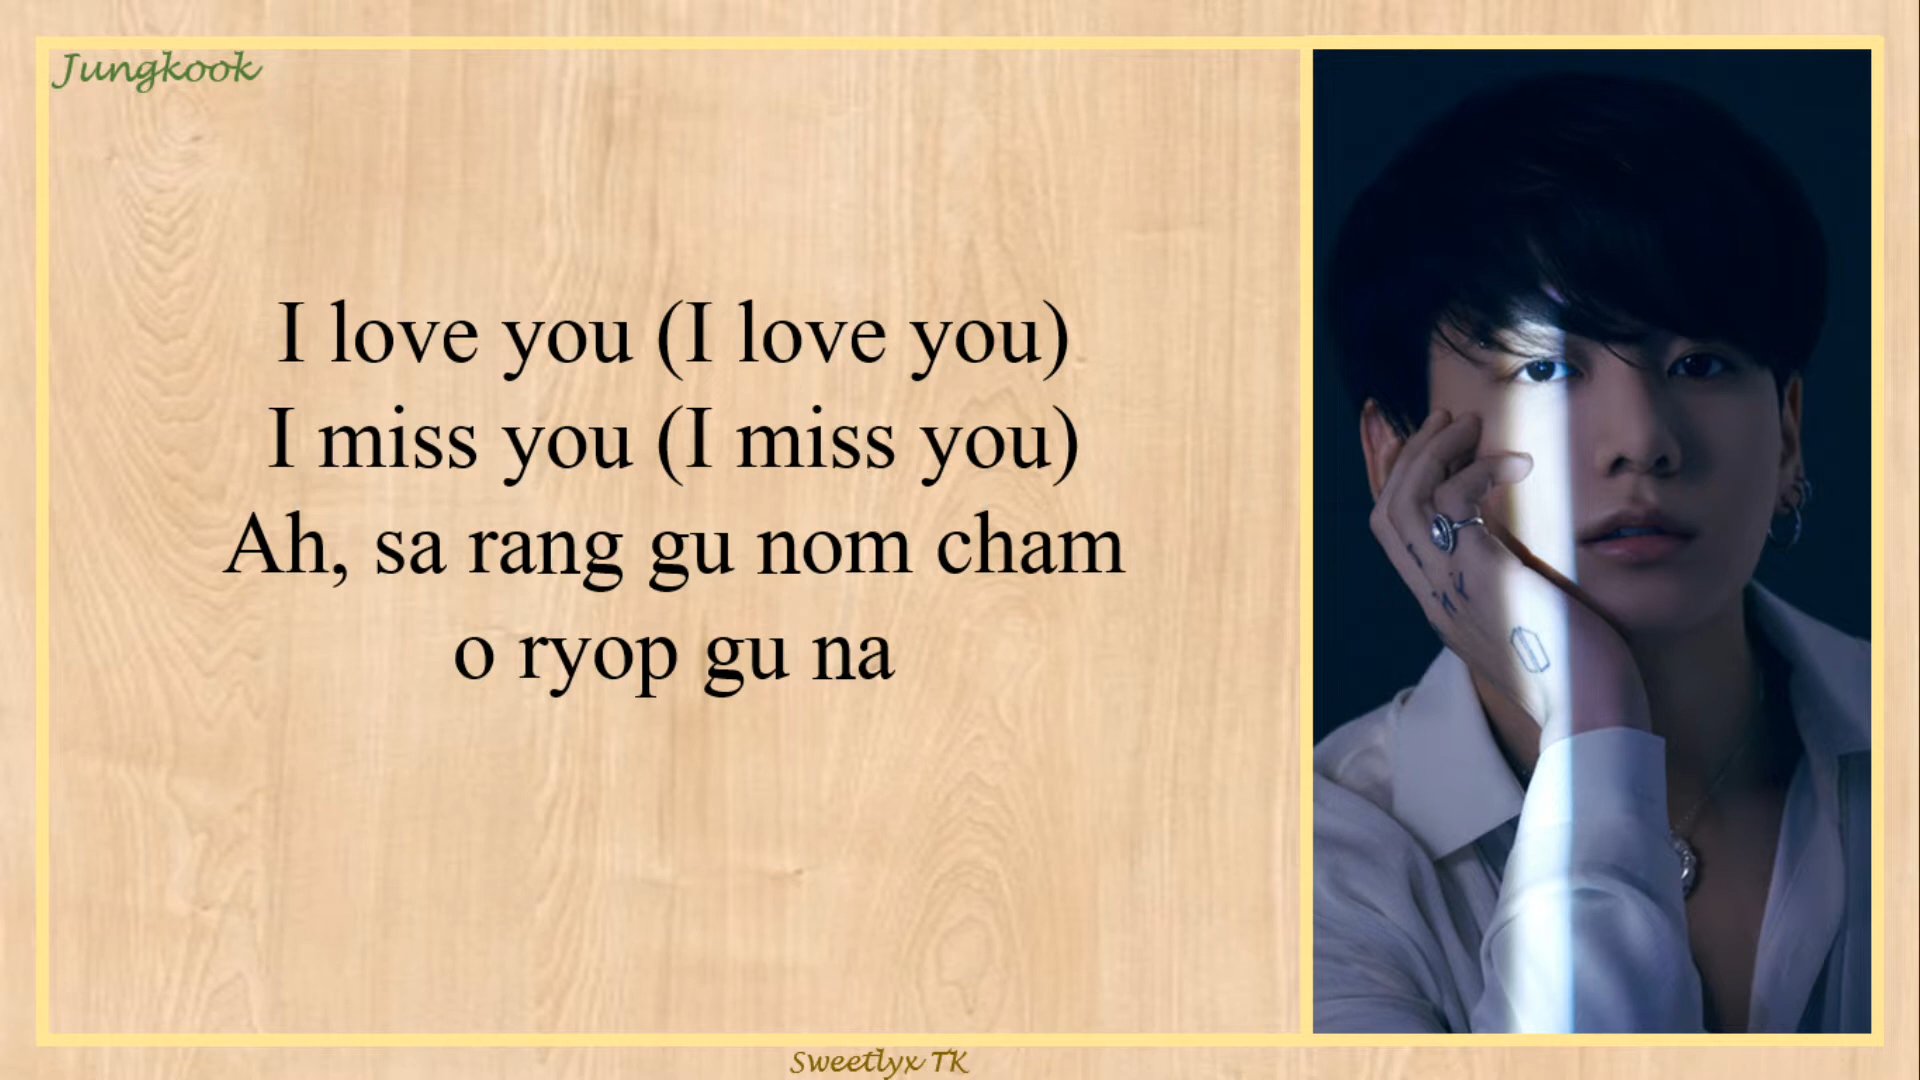 Jungkook
I love you (I love you)
I miss you (I miss you)
Ah, sa rang gu nom cham
o ryop gu na
Sweetlyx TK